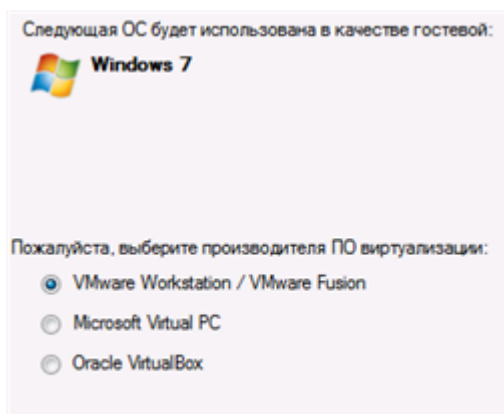 Следующая ОС будет использована в качестве гостевой:
Windows 7
Пожалуйста, выберите производителя ПО виртуализации:
VMware Workstation / VMware Fusion
Microsoft Virtual PC
Oracle VirtualBox